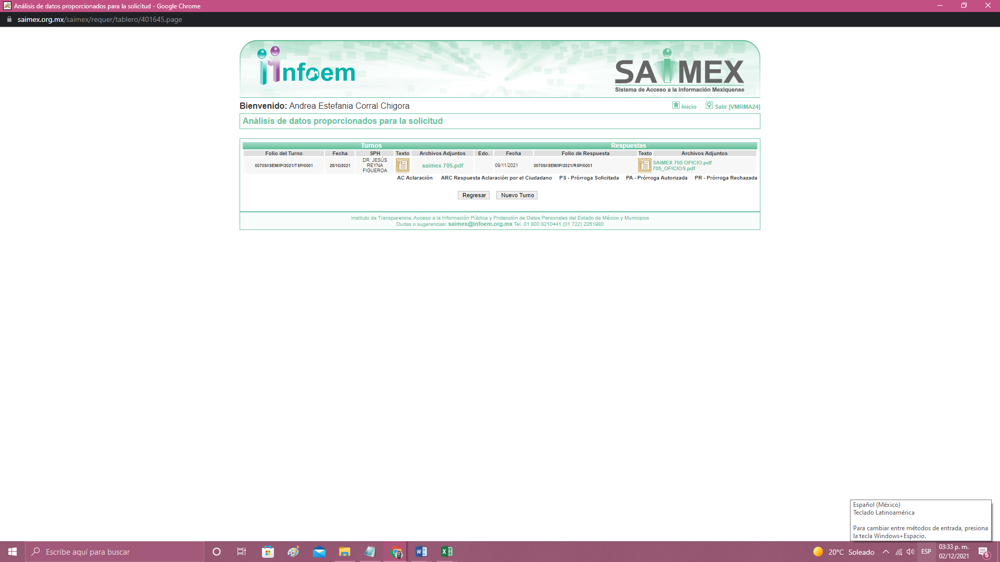 Análisis de datos proporcionados para la solicitud - Google Chrome
saimex.org.mx/saimex/requer/tablero/401645.page
infoem
SAIMEX
Sistema de Acceso a la Información Mexiquense
Bienvenido: Andrea Estefania Corral Chigora
Inicio Salir [VMRMA24]
Análisis de datos proporcionados para la solicitud
Turnos Respuestas
Folio del Turno Fecha SPH Texto Archivos Adjuntos Edo. Fecha Folio de Respuesta Texto Archivos Adjuntos
00705/ISEM/IP/2021/TSP/0001 28/10/2021 DR. JESÚS REYNA FIGUEROA saimex 705.pdf 09/11/2021 00705/ISEM/IP/2021/RSP/0001 SAIMEX 705 OFICIO.pdf
705_OFICIOS.pdf
AC Aclaración ARC Respuesta Aclaración por el Ciudadano PS - Prórroga Solicitada PA - Prórroga Autorizada PR - Prórroga Rechazada
Regresar Nuevo Turno
Instituto de Transparencia, Acceso a la Información Pública y Protección de Datos Personales del Estado de México y Municipios
Dudas o sugerencias: saimex@infoem.org.mx Tel. 01 800 8210441 (01 722) 2261980
Español (México)
Teclado Latinoamérica
Para cambiar entre métodos de entrada, presiona
la tecla Windows+Espacio.
Escribe aquí para buscar
20°C Soleado
ESP
03:33 p. m.
02/12/2021
6